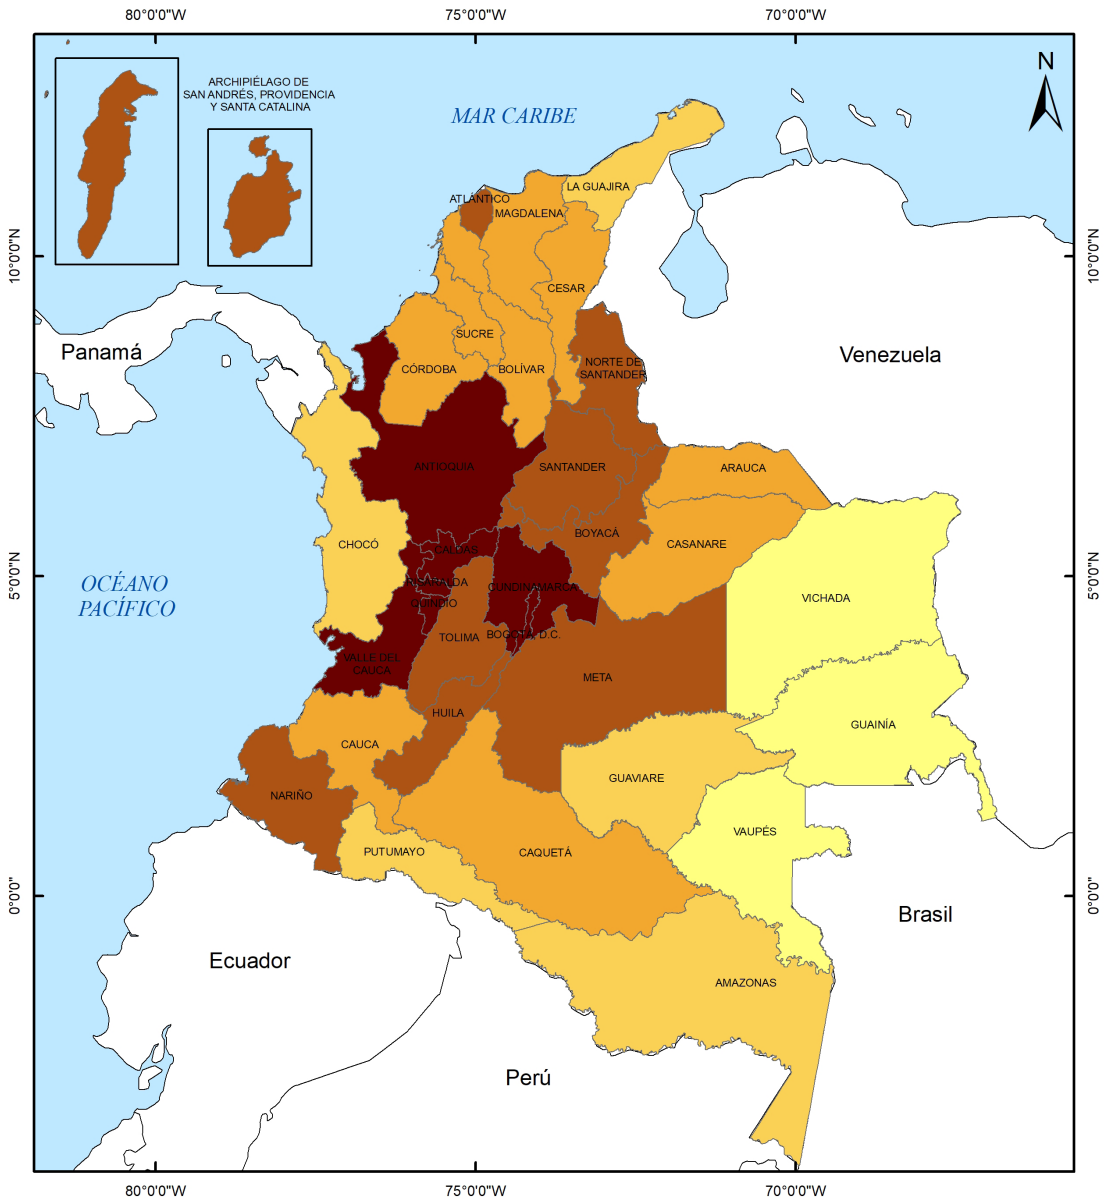 80°0'0"W
75°0'0"W
70°0'0"W
N
ARCHIPIÉLAGO DE
SAN ANDRÉS, PROVIDENCIA
Y SANTA CATALINA
MAR CARIBE
LA GUAJIRA
ATLÁNTICO
MAGDALENA
10°0'0"N
10°0'0"N
CESAR
SUCRE
Panamá
Venezuela
CÓRDOBA
BOLÍVAR
NORTE DE
SANTANDER
ANTIOQUIA
SANTANDER
ARAUCA
BOYACÁ
CHOCÓ
CASANARE
CALDAS
5°0'0"N
5°0'0"N
OCÉANO
PACÍFICO
RISARALDA
CUNDINAMARCA
VICHADA
QUINDIO
TOLIMA
BOGOTÁ, D.C.
VALLE DEL
CAUCA
META
HUILA
GUAINÍA
CAUCA
GUAVIARE
NARIÑO
VAUPÉS
PUTUMAYO
CAQUETÁ
0°0'0"
0°0'0"
Brasil
Ecuador
AMAZONAS
Perú
80°0'0"W
75°0'0"W
70°0'0"W